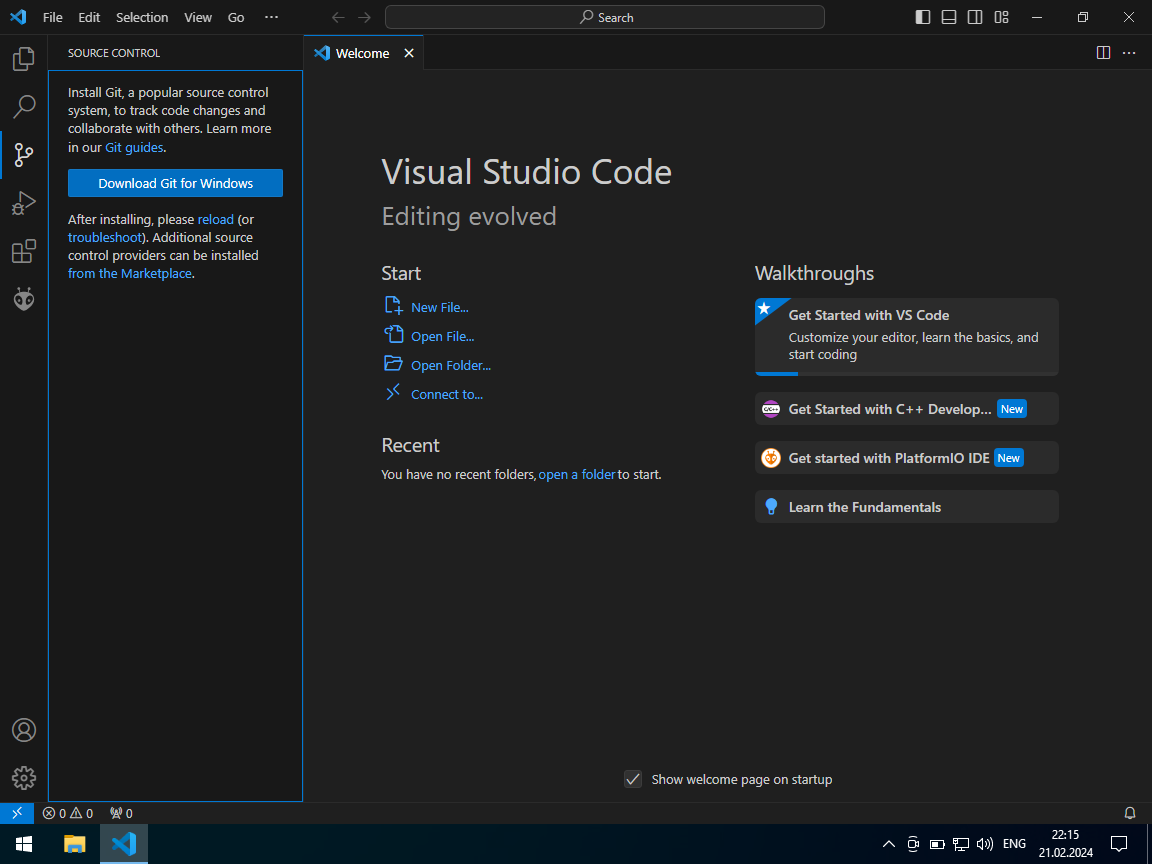 File Edit Selection View Go ···
Search
SOURCE CONTROL
Install Git, a popular source control
system, to track code changes and
collaborate with others. Learn more
in our Git guides.
Download Git for Windows
After installing, please reload (or
troubleshoot). Additional source
control providers can be installed
from the Marketplace.
Welcome
Visual Studio Code
Editing evolved
Start
New File...
Open File...
Open Folder...
Connect to...
Recent
You have no recent folders, open a folder to start.
Walkthroughs
Get Started with VS Code
Customize your editor, learn the basics, and
start coding
C/C++
Get Started with C++ Develop... New
Get started with PlatformIO IDE New
Learn the Fundamentals
Show welcome page on startup
0 0 0
ENG
22:15
21.02.2024